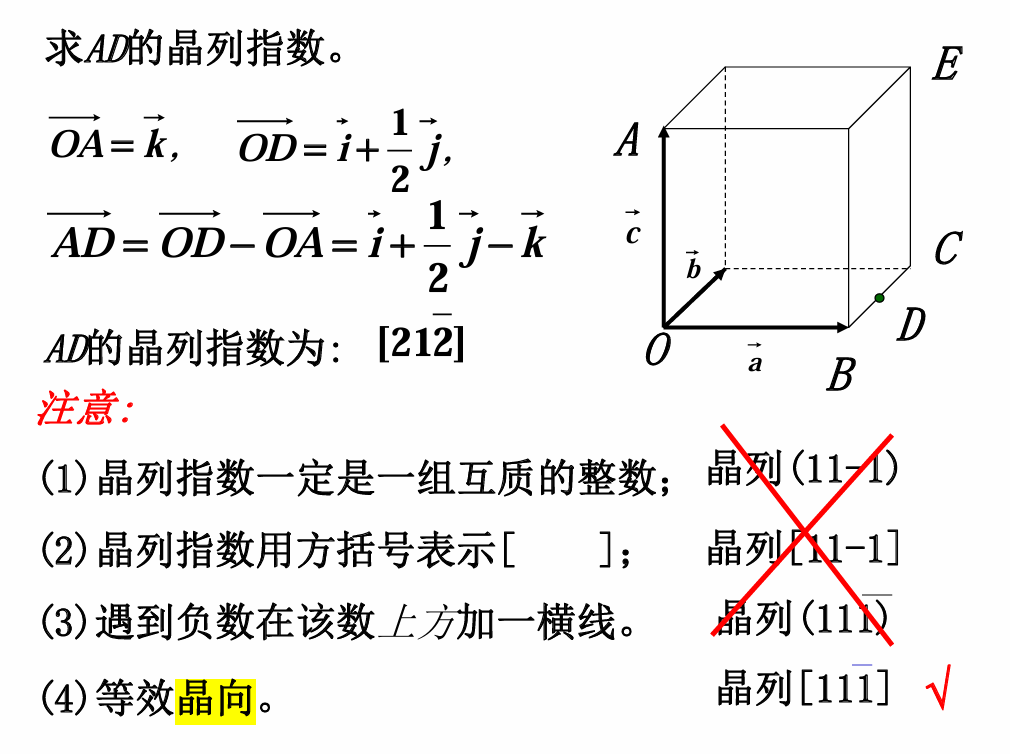 求AD的晶列指数。
$\overrightarrow{OA}=\vec{k},\quad \overrightarrow{OD}=\vec{i}+\frac{1}{2}\vec{j},$
$\overrightarrow{AD}=\overrightarrow{OD}-\overrightarrow{OA}=\vec{i}+\frac{1}{2}\vec{j}-\vec{k}$
AD的晶列指数为: $[21\overline{2}]$
注意:
(1)晶列指数一定是一组互质的整数;
(2)晶列指数用方括号表示[ ];
(3)遇到负数在该数上方加一横线。
(4)等效晶向。
E
A
$\vec{c}$
C
$\vec{b}$
D
O
$\vec{a}$
B
晶列(11-1)
晶列[11-1]
晶列$(11\overline{1})$
晶列$[11\overline{1}]$ √